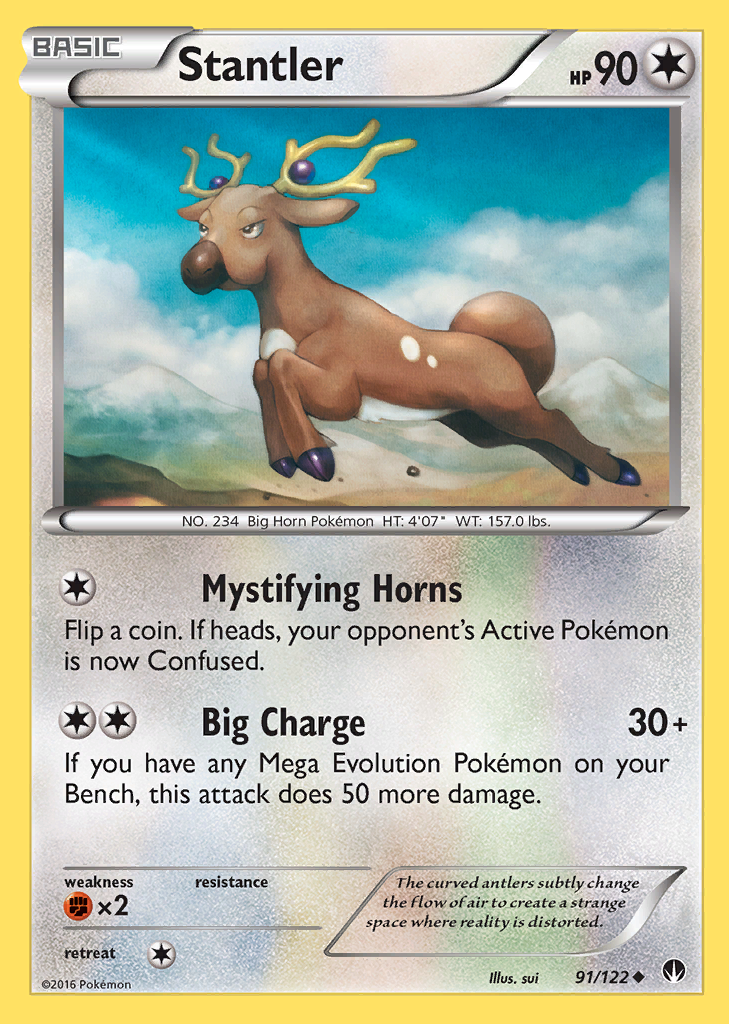 BASIC
Stantler
HP 90
NO. 234 Big Horn Pokémon HT: 4'07" WT: 157.0 lbs.
Mystifying Horns
Flip a coin. If heads, your opponent's Active Pokémon
is now Confused.
Big Charge 30+
If you have any Mega Evolution Pokémon on your
Bench, this attack does 50 more damage.
weakness resistance
×2
The curved antlers subtly change
the flow of air to create a strange
space where reality is distorted.
retreat
©2016 Pokémon
Illus. sui 91/122